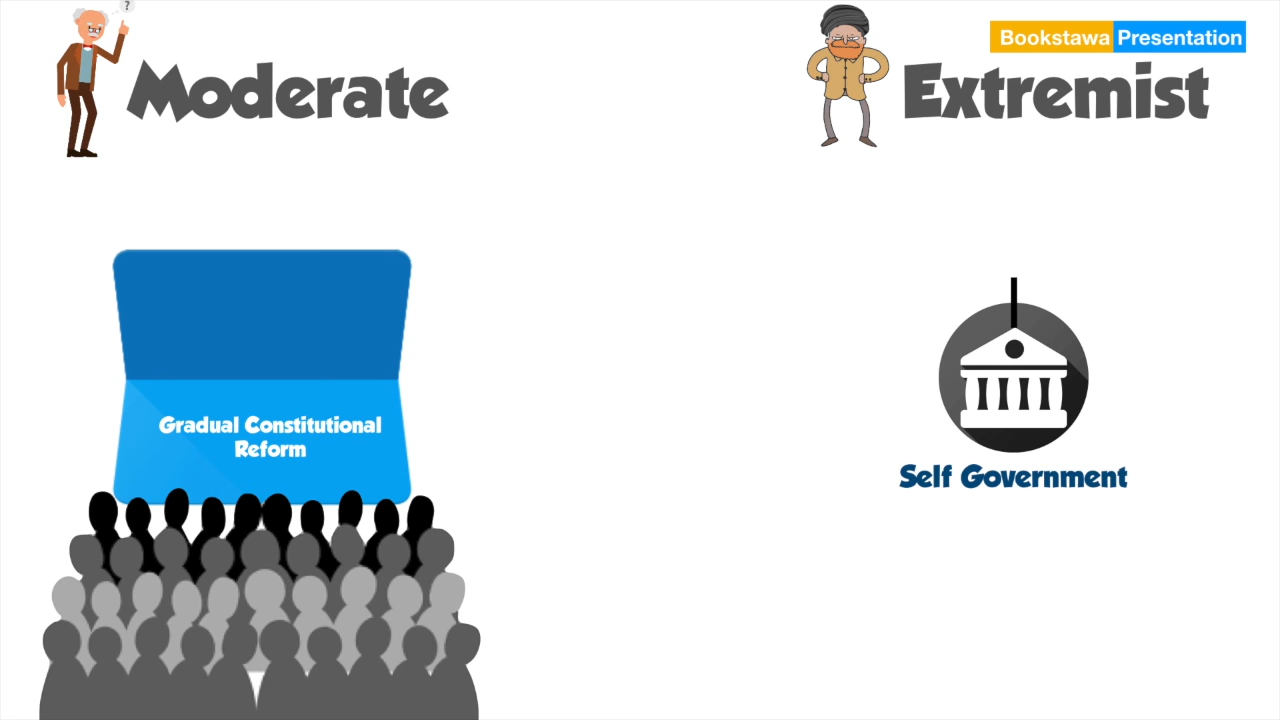 ?
Moderate
Bookstawa Presentation
Extremist
Gradual Constitutional
Reform
Self Government